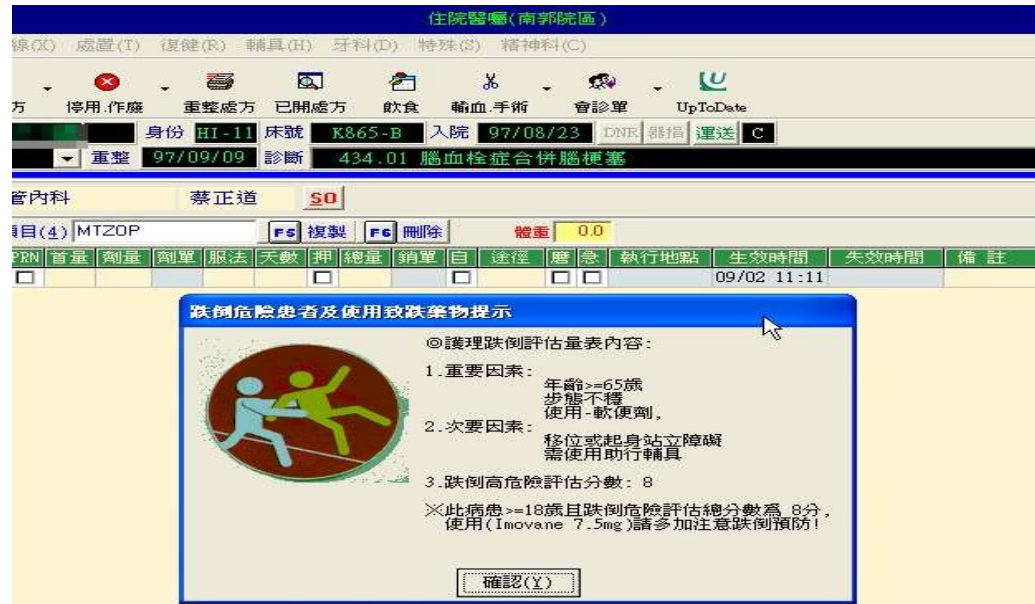 住院醫囑(南郭院區)
線(X) 處置(T) 復健(R) 輔具(H) 牙科(D) 特殊(S) 精神科(C)
方 停用.作廢 重整處方 已開處方 飲食 輸血.手術 會診單 UpToDate
身份 HI-11 床號 K865-B 入院 97/08/23 DNR 器捐 運送 C
重整 97/09/09 診斷 434.01 腦血栓症合併腦梗塞
管內科 蔡正道 SO
項目(4) MTZOP F5 複製 F6 刪除 體重 0.0
PRN 首量 劑量 劑單 服法 天數 押 總量 銷單 自 途徑 磨 急 執行地點 生效時間 失效時間 備 註
09/02 11:11
跌倒危險患者及使用致跌藥物提示
◎護理跌倒評估量表內容:
1.重要因素:
年齡>=65歲
步態不穩
使用-軟便劑,
2.次要因素:
移位或起身站立障礙
需使用助行輔具
3.跌倒高危險評估分數: 8
※此病患>=18歲且跌倒危險評估總分數為 8分,
使用(Imovane 7.5mg)請多加注意跌倒預防!
確認(Y)